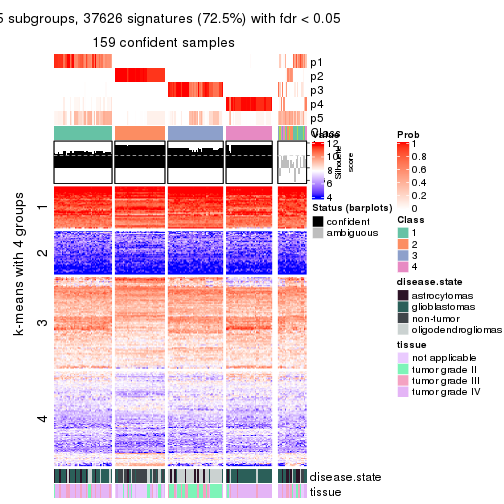 5 subgroups, 37626 signatures (72.5%) with fdr < 0.05
159 confident samples
p1
p2
p3
p4
p5
Class
k-means with 4 groups
1
2
3
4
disease.state
tissue
Value
12
10
8
6
4
Silhouette
score
Status (barplots)
confident
ambiguous
Prob
1
0.8
0.6
0.4
0.2
0
Class
1
2
3
4
disease.state
astrocytomas
glioblastomas
non-tumor
oligodendrogliomas
tissue
not applicable
tumor grade II
tumor grade III
tumor grade IV